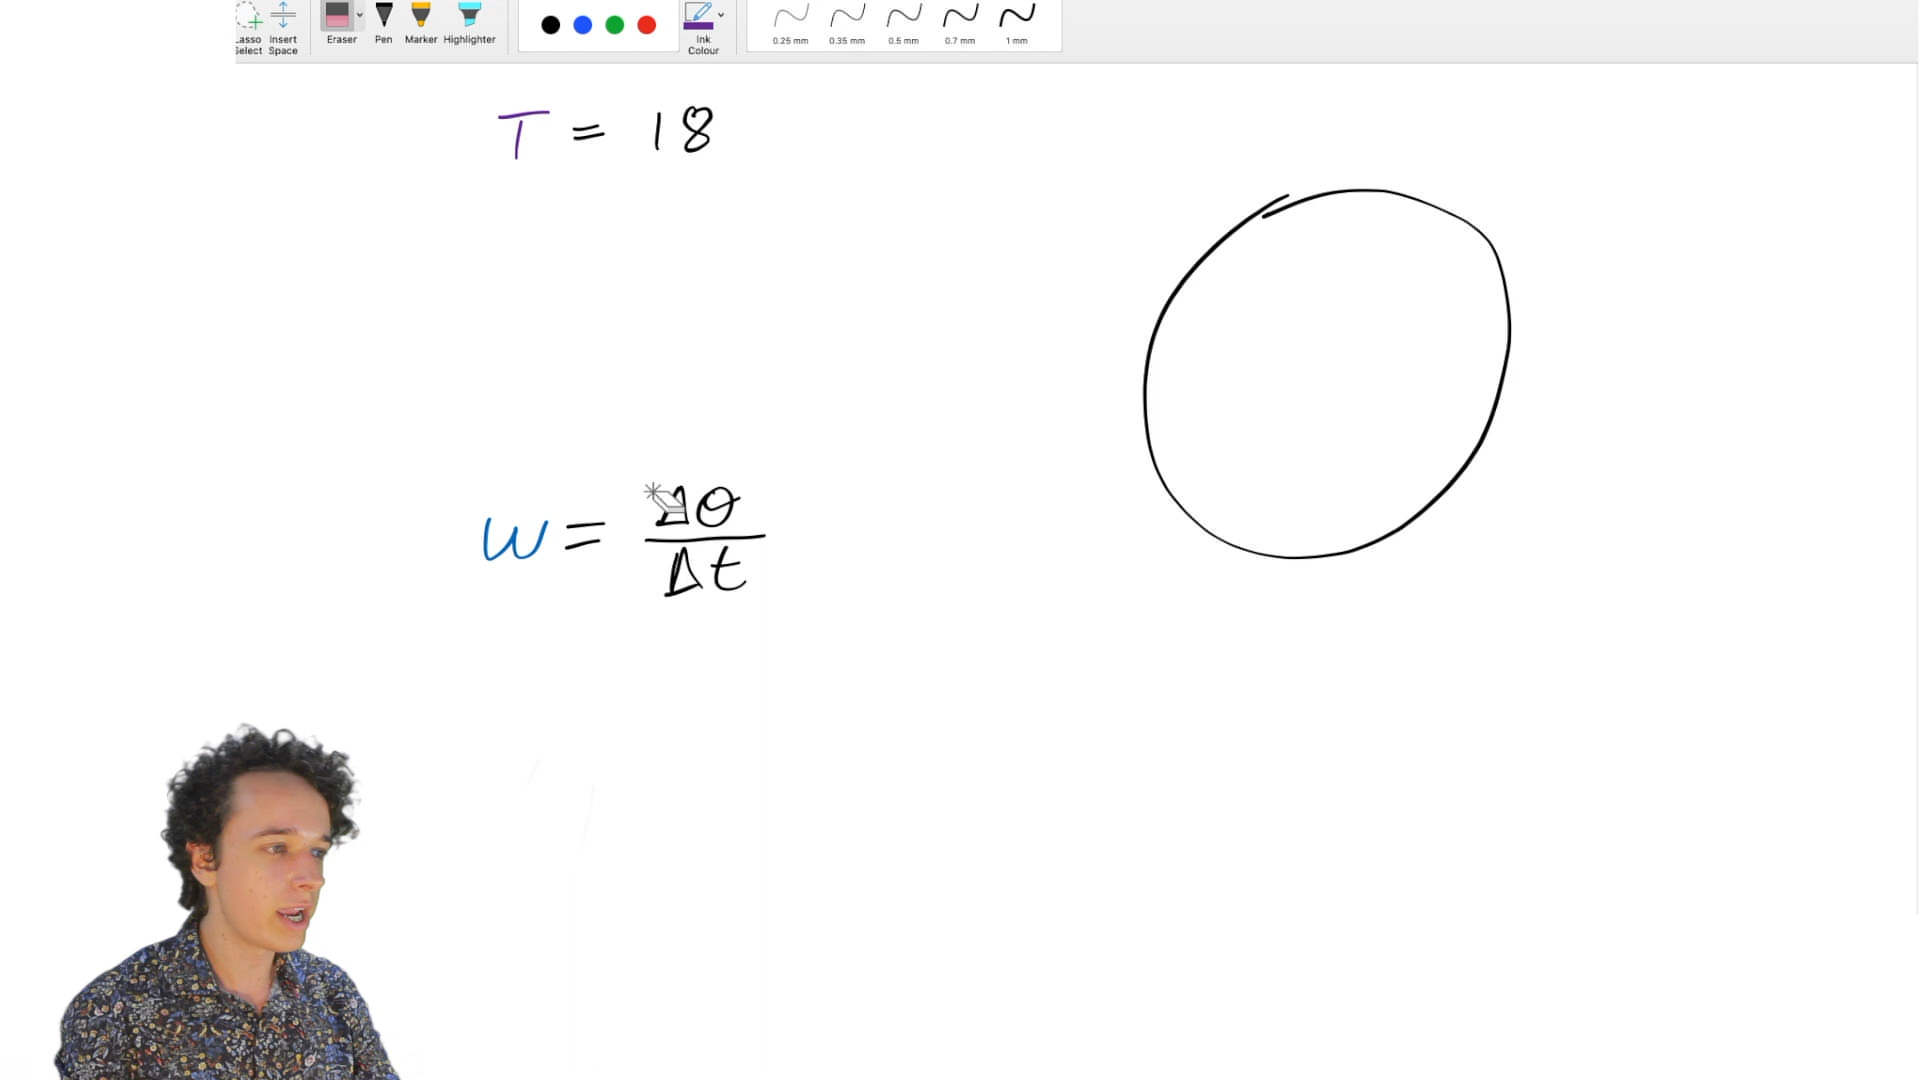 Lasso Select
Insert Space
Eraser
Pen
Marker
Highlighter
Ink Colour
0.25 mm
0.35 mm
0.5 mm
0.7 mm
1 mm
T = 18
ω = Δθ
Δt